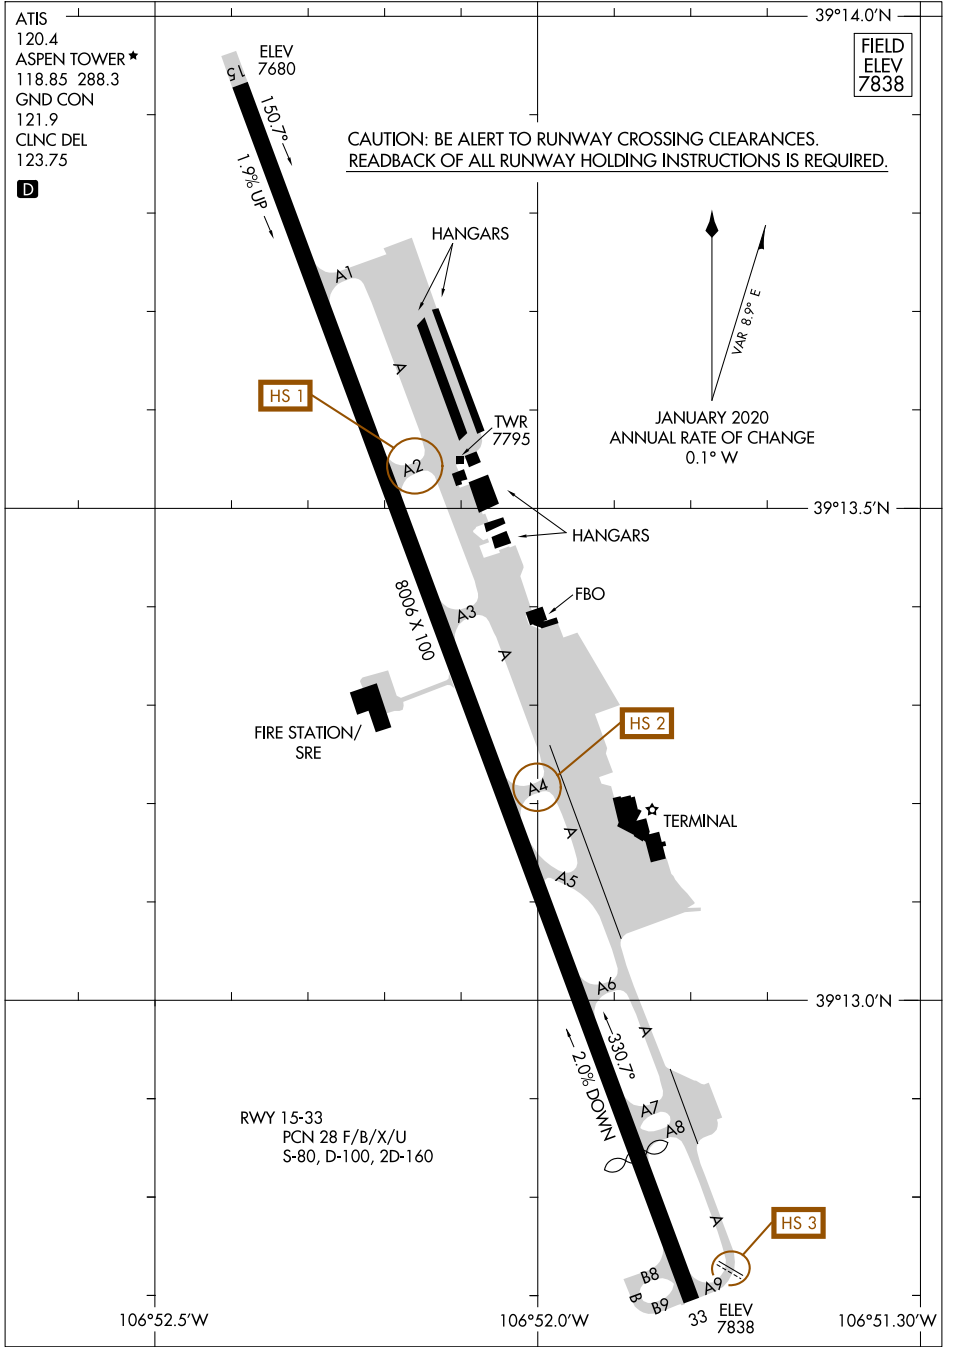 ATIS
120.4
ASPEN TOWER ★
118.85 288.3
GND CON
121.9
CLNC DEL
123.75
D
ELEV
7680
39°14.0'N
FIELD
ELEV
7838
15
150.7°
1.9% UP
CAUTION: BE ALERT TO RUNWAY CROSSING CLEARANCES.
READBACK OF ALL RUNWAY HOLDING INSTRUCTIONS IS REQUIRED.
HANGARS
A1
VAR 8.9° E
A
HS 1
JANUARY 2020
ANNUAL RATE OF CHANGE
0.1° W
TWR
7795
A2
39°13.5'N
HANGARS
8006 X 100
FBO
A3
A
FIRE STATION/
SRE
HS 2
A4
TERMINAL
A
A5
A6
39°13.0'N
A
330.7°
2.0% DOWN
A7
A8
RWY 15-33
PCN 28 F/B/X/U
S-80, D-100, 2D-160
A
HS 3
B8
A9
B
B9
33
ELEV
7838
106°52.5'W
106°52.0'W
106°51.30'W